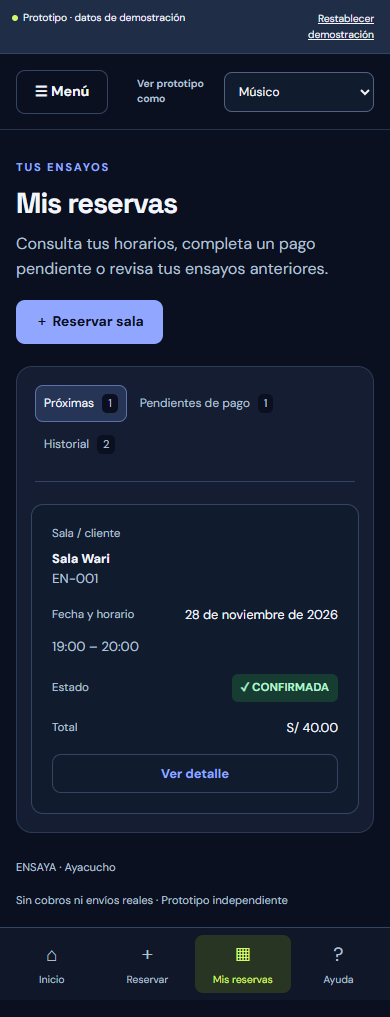 Prototipo · datos de demostración
Restablecer
demostración
☰ Menú
Ver prototipo
como
Músico
TUS ENSAYOS
Mis reservas
Consulta tus horarios, completa un pago
pendiente o revisa tus ensayos anteriores.
+ Reservar sala
Próximas 1
Pendientes de pago 1
Historial 2
Sala / cliente
Sala Wari
EN-001
Fecha y horario 28 de noviembre de 2026
19:00 – 20:00
Estado ✓ CONFIRMADA
Total S/ 40.00
Ver detalle
ENSAYA · Ayacucho
Sin cobros ni envíos reales · Prototipo independiente
Inicio
+ Reservar
Mis reservas
? Ayuda